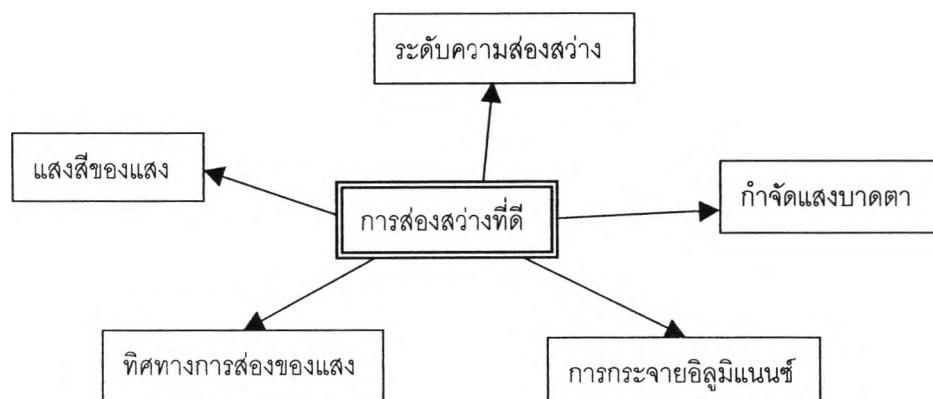 ระดับความส่องสว่าง
แสงสีของแสง
การส่องสว่างที่ดี
กำจัดแสงบาดตา
ทิศทางการส่องของแสง
การกระจายอิลูมิแนนซ์